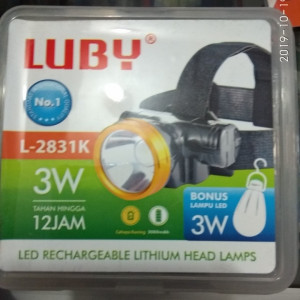 2019-10-1
LUBY®
No.1
L-2831K
3W
TAHAN HINGGA
12JAM
BONUS
LAMPU LED
3W
LED RECHARGEABLE LITHIUM HEAD LAMPS